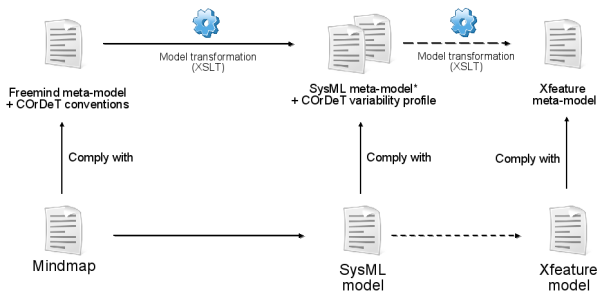 Model transformation
(XSLT)
Model transformation
(XSLT)
Freemind meta-model
+ COrDeT conventions
SysML meta-model*
+ COrDeT variability profile
Xfeature
meta-model
Comply with
Comply with
Comply with
Mindmap
SysML
model
Xfeature
model